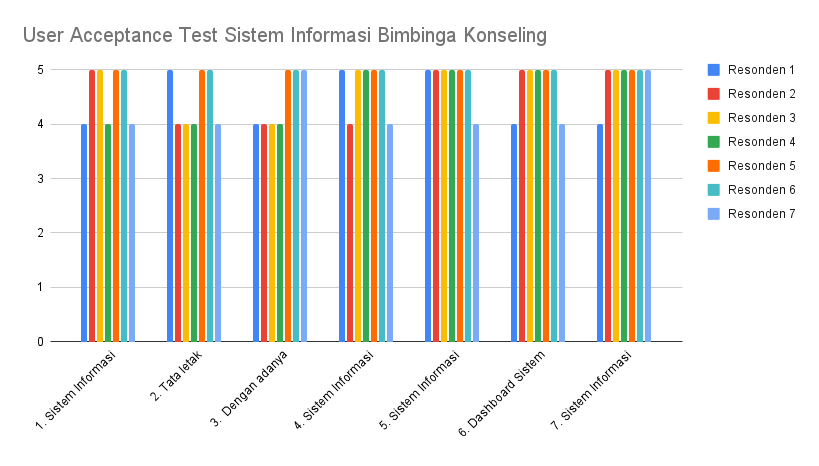 User Acceptance Test Sistem Informasi Bimbinga Konseling
5
4
3
2
1
0
1. Sistem Informasi
2. Tata letak
3. Dengan adanya
4. Sistem Informasi
5. Sistem Informasi
6. Dashboard Sistem
7. Sistem Informasi
Resonden 1
Resonden 2
Resonden 3
Resonden 4
Resonden 5
Resonden 6
Resonden 7